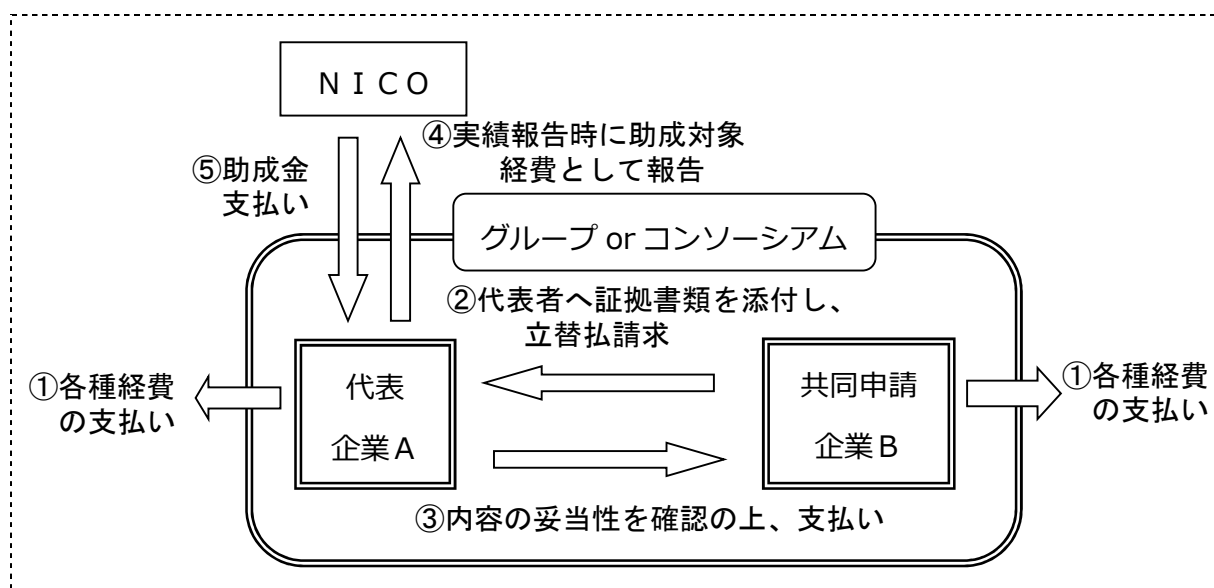 ＮＩＣＯ
④実績報告時に助成対象
経費として報告
⑤助成金
支払い
グループ or コンソーシアム
②代表者へ証拠書類を添付し、
立替払請求
①各種経費
の支払い
代表
企業Ａ
共同申請
企業Ｂ
①各種経費
の支払い
③内容の妥当性を確認の上、支払い